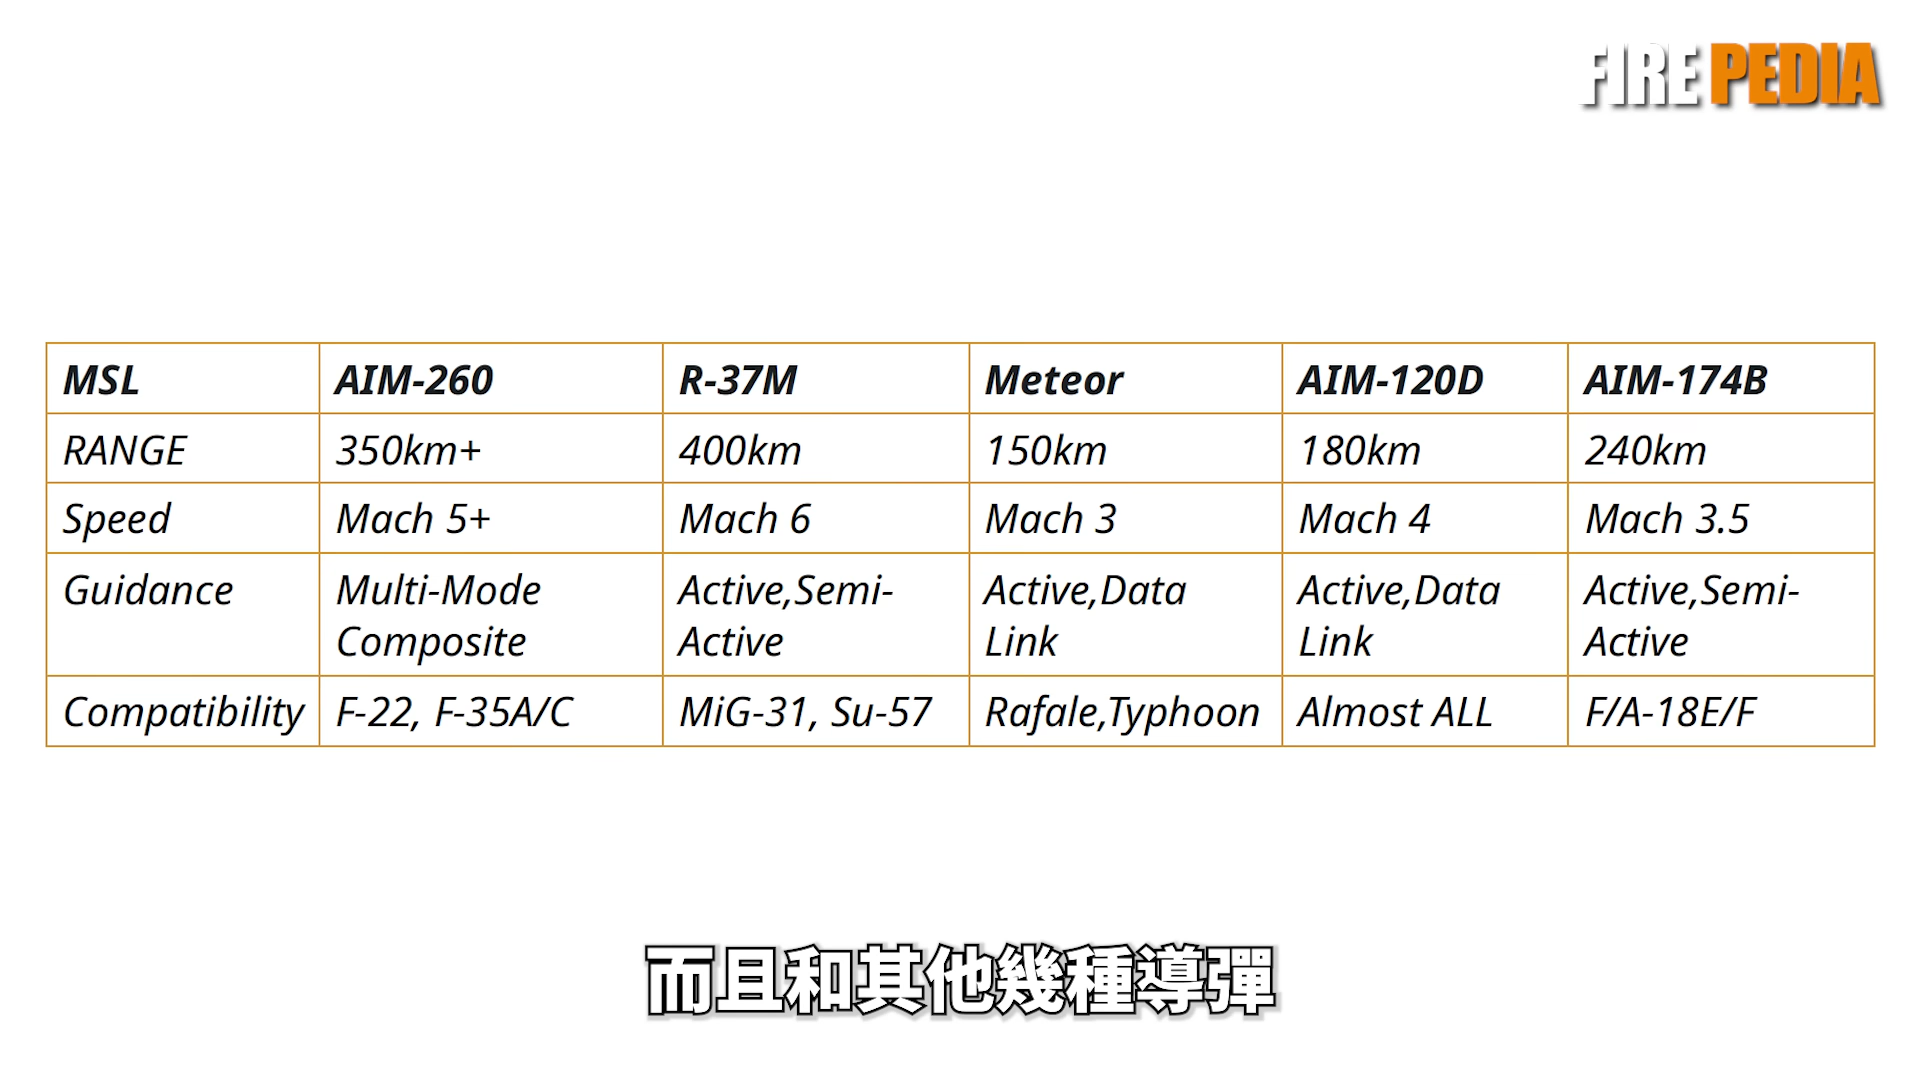 FIRE PEDIA
MSL AIM-260 R-37M Meteor AIM-120D AIM-174B
RANGE 350km+ 400km 150km 180km 240km
Speed Mach 5+ Mach 6 Mach 3 Mach 4 Mach 3.5
Guidance Multi-Mode Composite Active,Semi-Active Active,Data Link Active,Data Link Active,Semi-Active
Compatibility F-22, F-35A/C MiG-31, Su-57 Rafale,Typhoon Almost ALL F/A-18E/F
而且和其他幾種導彈